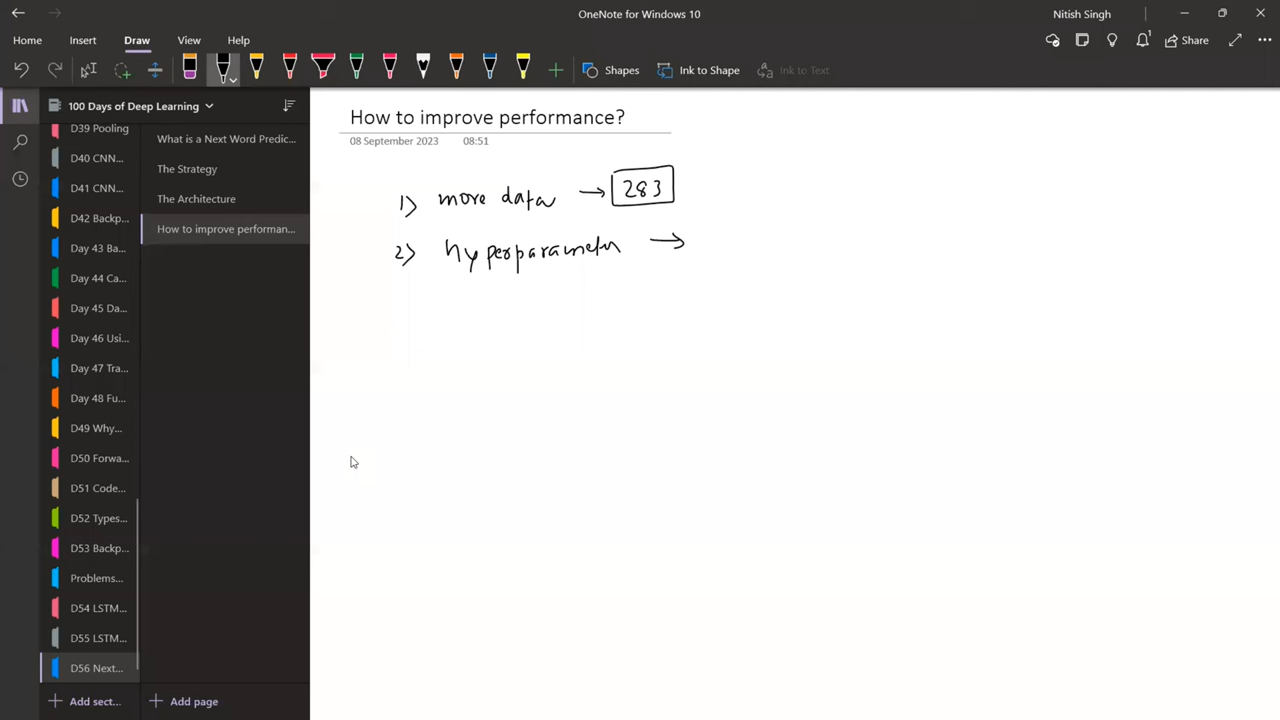 OneNote for Windows 10
Nitish Singh
Home Insert Draw View Help
Share
Shapes Ink to Shape Ink to Text
100 Days of Deep Learning
D39 Pooling
D40 CNN...
D41 CNN...
D42 Backp...
Day 43 Ba...
Day 44 Ca...
Day 45 Da...
Day 46 Usi...
Day 47 Tra...
Day 48 Fu...
D49 Why...
D50 Forwa...
D51 Code...
D52 Types...
D53 Backp...
Problems...
D54 LSTM...
D55 LSTM...
D56 Next...
Add sect...
What is a Next Word Predic...
The Strategy
The Architecture
How to improve performan...
Add page
How to improve performance?
08 September 2023 08:51
1) more data → 283
2) hyperparameter →